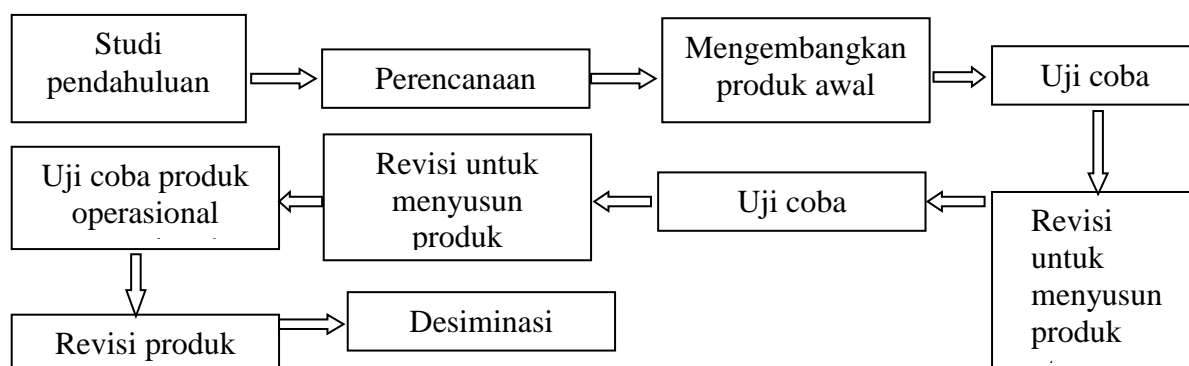 Studi
pendahuluan
Perencanaan
Mengembangkan
produk awal
Uji coba
Revisi
untuk
menyusun
produk
Uji coba
Revisi untuk
menyusun
produk
Uji coba produk
operasional
Revisi produk
Desiminasi